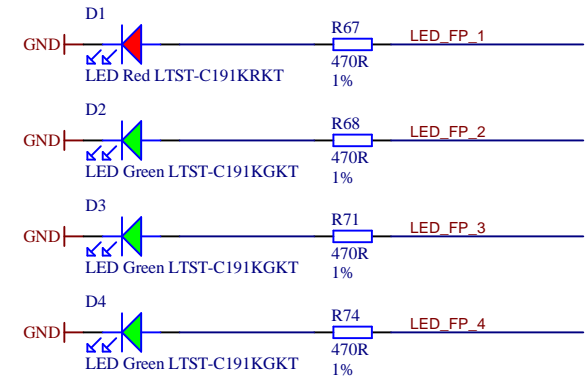 D1
R67
LED_FP_1
GND
470R
LED Red LTST-C191KRKT
1%
D2
R68
LED_FP_2
GND
470R
LED Green LTST-C191KGKT
1%
D3
R71
LED_FP_3
GND
470R
LED Green LTST-C191KGKT
1%
D4
R74
LED_FP_4
GND
470R
LED Green LTST-C191KGKT
1%